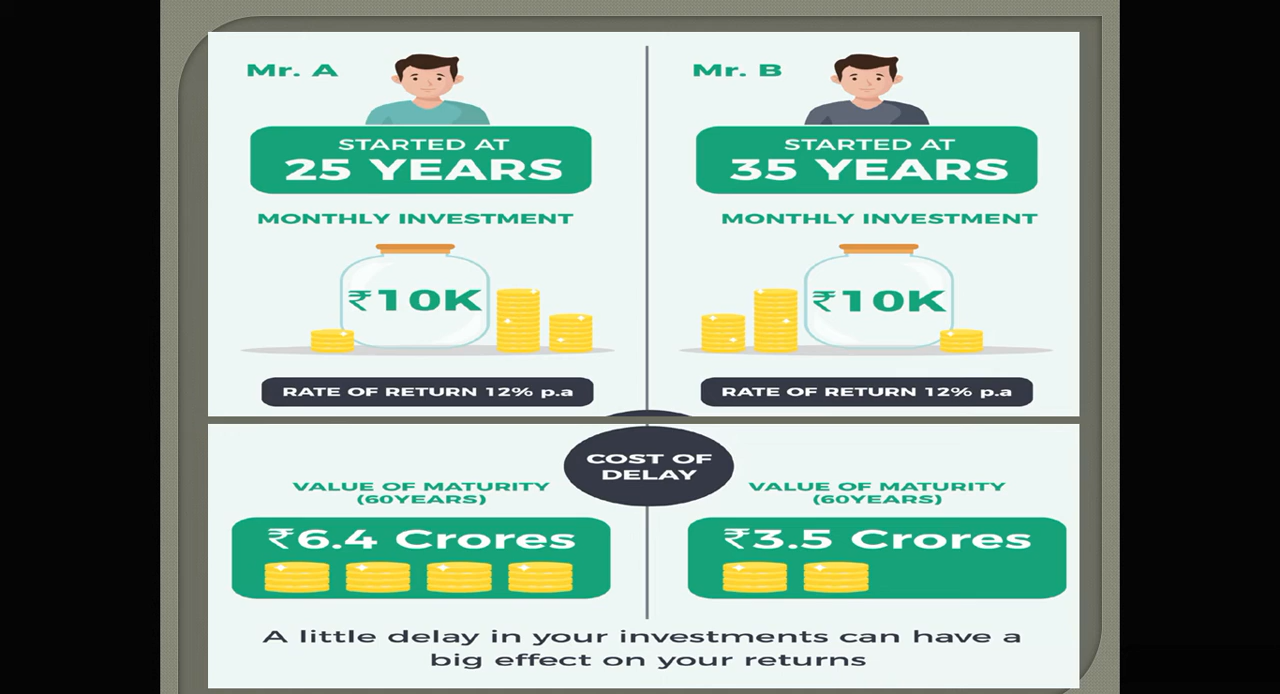 Mr. A
STARTED AT
25 YEARS
MONTHLY INVESTMENT
₹10K
RATE OF RETURN 12% p.a
Mr. B
STARTED AT
35 YEARS
MONTHLY INVESTMENT
₹10K
RATE OF RETURN 12% p.a
COST OF
DELAY
VALUE OF MATURITY
(60YEARS)
₹6.4 Crores
VALUE OF MATURITY
(60YEARS)
₹3.5 Crores
A little delay in your investments can have a
big effect on your returns